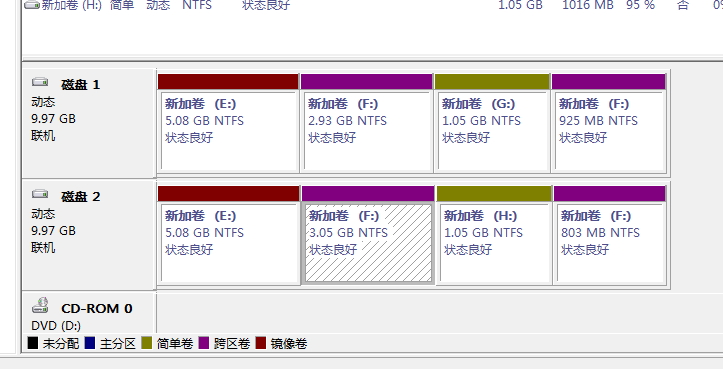 新加卷 (H:) 简单 动态 NTFS 状态良好 1.05 GB 1016 MB 95 % 否
磁盘 1
动态
9.97 GB
联机
新加卷 (E:)
5.08 GB NTFS
状态良好
新加卷 (F:)
2.93 GB NTFS
状态良好
新加卷 (G:)
1.05 GB NTFS
状态良好
新加卷 (F:)
925 MB NTFS
状态良好
磁盘 2
动态
9.97 GB
联机
新加卷 (E:)
5.08 GB NTFS
状态良好
新加卷 (F:)
3.05 GB NTFS
状态良好
新加卷 (H:)
1.05 GB NTFS
状态良好
新加卷 (F:)
803 MB NTFS
状态良好
CD-ROM 0
DVD (D:)
未分配 主分区 简单卷 跨区卷 镜像卷